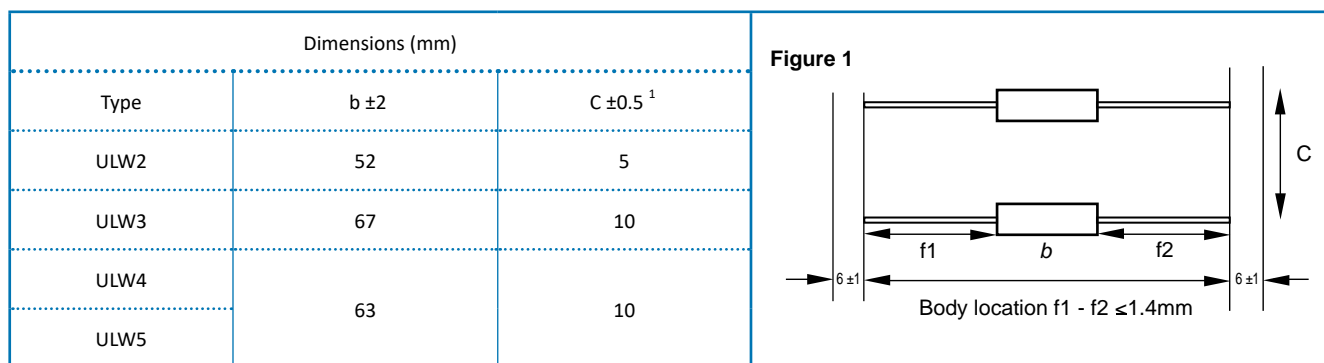 Dimensions (mm)
Type b ±2 C ±0.5 1
ULW2 52 5
ULW3 67 10
ULW4
63 10
ULW5
Figure 1
C
f1 b f2
6 ±1 6 ±1
Body location f1 - f2 ≤1.4mm